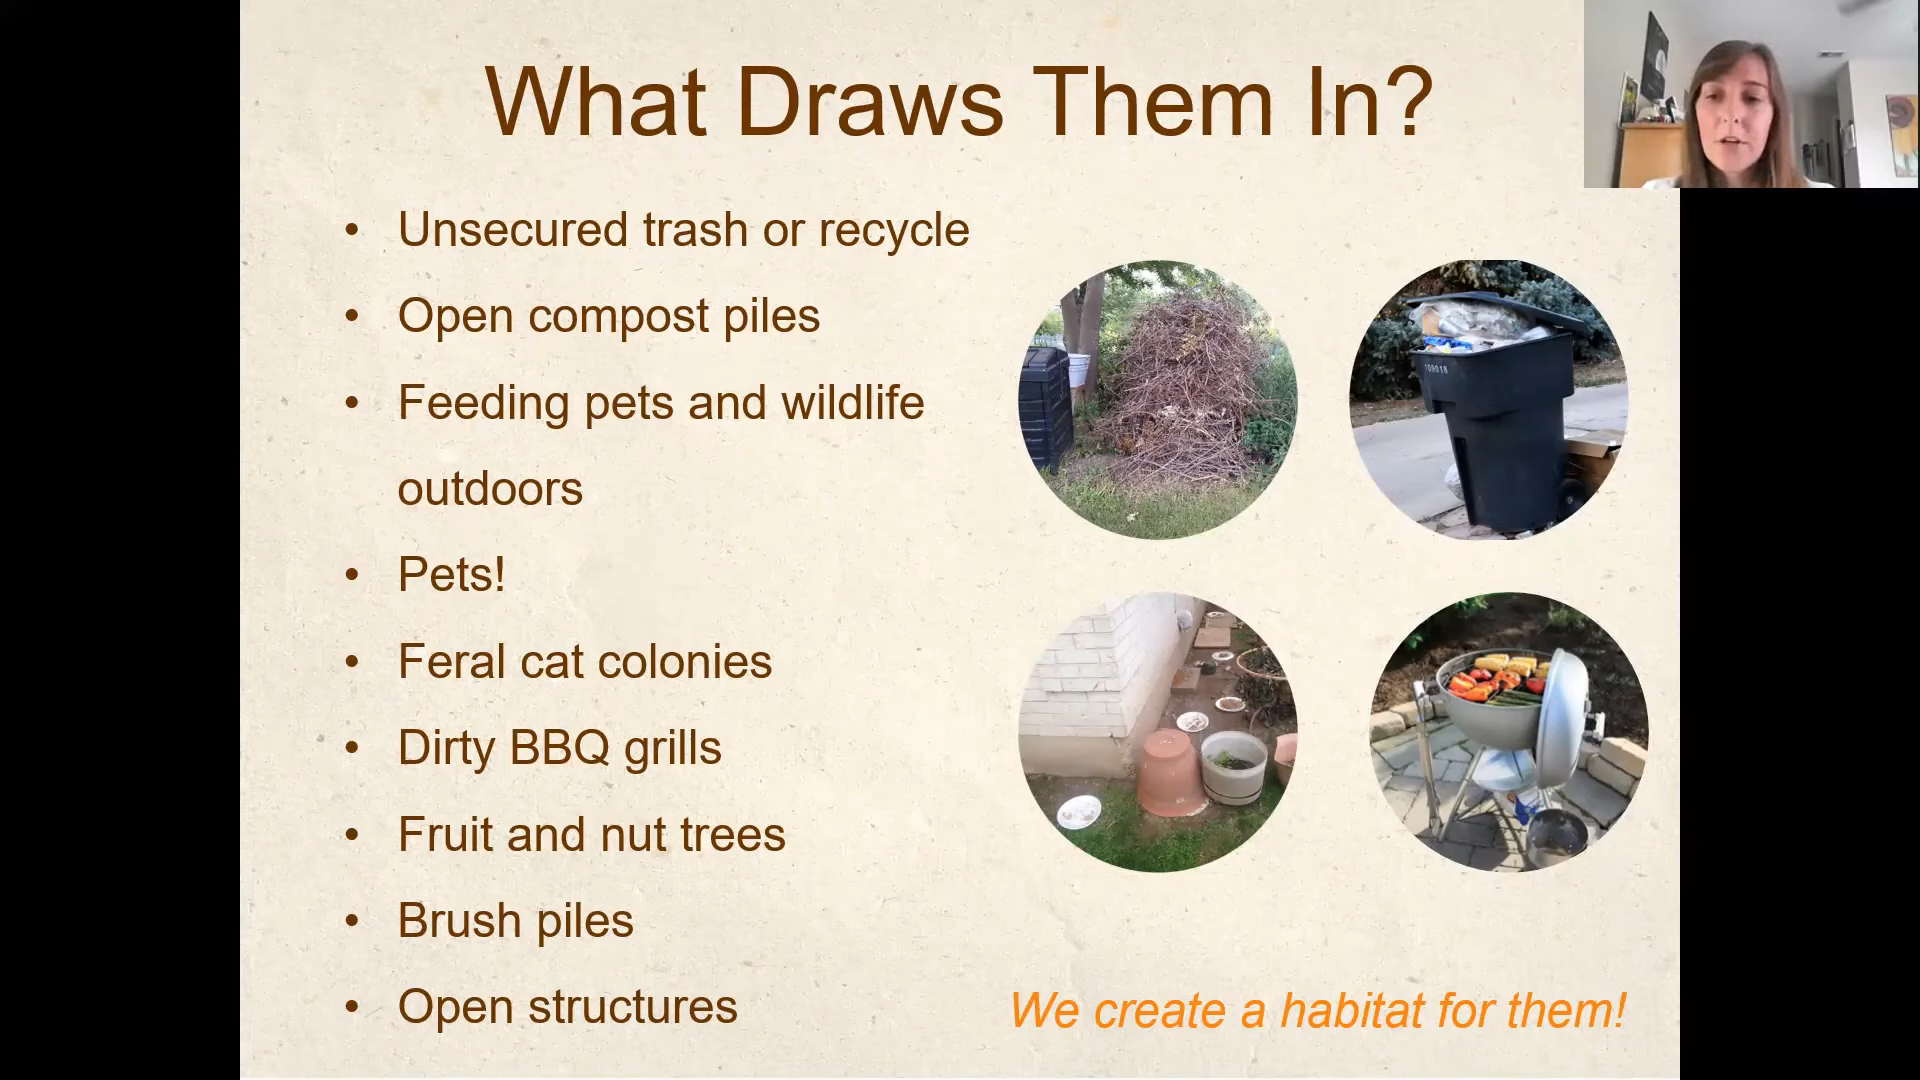 What Draws Them In?
• Unsecured trash or recycle
• Open compost piles
• Feeding pets and wildlife
outdoors
• Pets!
• Feral cat colonies
• Dirty BBQ grills
• Fruit and nut trees
• Brush piles
• Open structures
109018
We create a habitat for them!